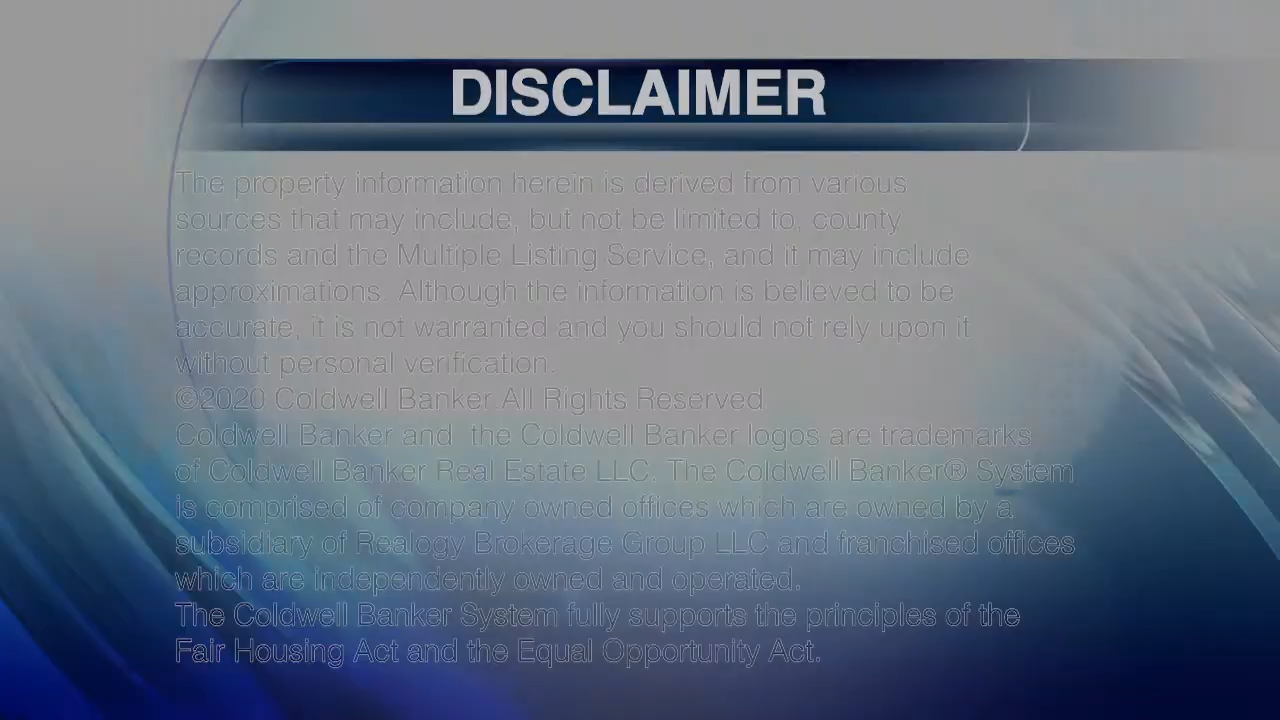 DISCLAIMER
The property information herein is derived from various
sources that may include, but not be limited to, county
records and the Multiple Listing Service, and it may include
approximations. Although the information is believed to be
accurate, it is not warranted and you should not rely upon it
without personal verification.
©2020 Coldwell Banker All Rights Reserved
Coldwell Banker and  the Coldwell Banker logos are trademarks
of Coldwell Banker Real Estate LLC. The Coldwell Banker® System
is comprised of company owned offices which are owned by a
subsidiary of Realogy Brokerage Group LLC and franchised offices
which are independently owned and operated.
The Coldwell Banker System fully supports the principles of the
Fair Housing Act and the Equal Opportunity Act.